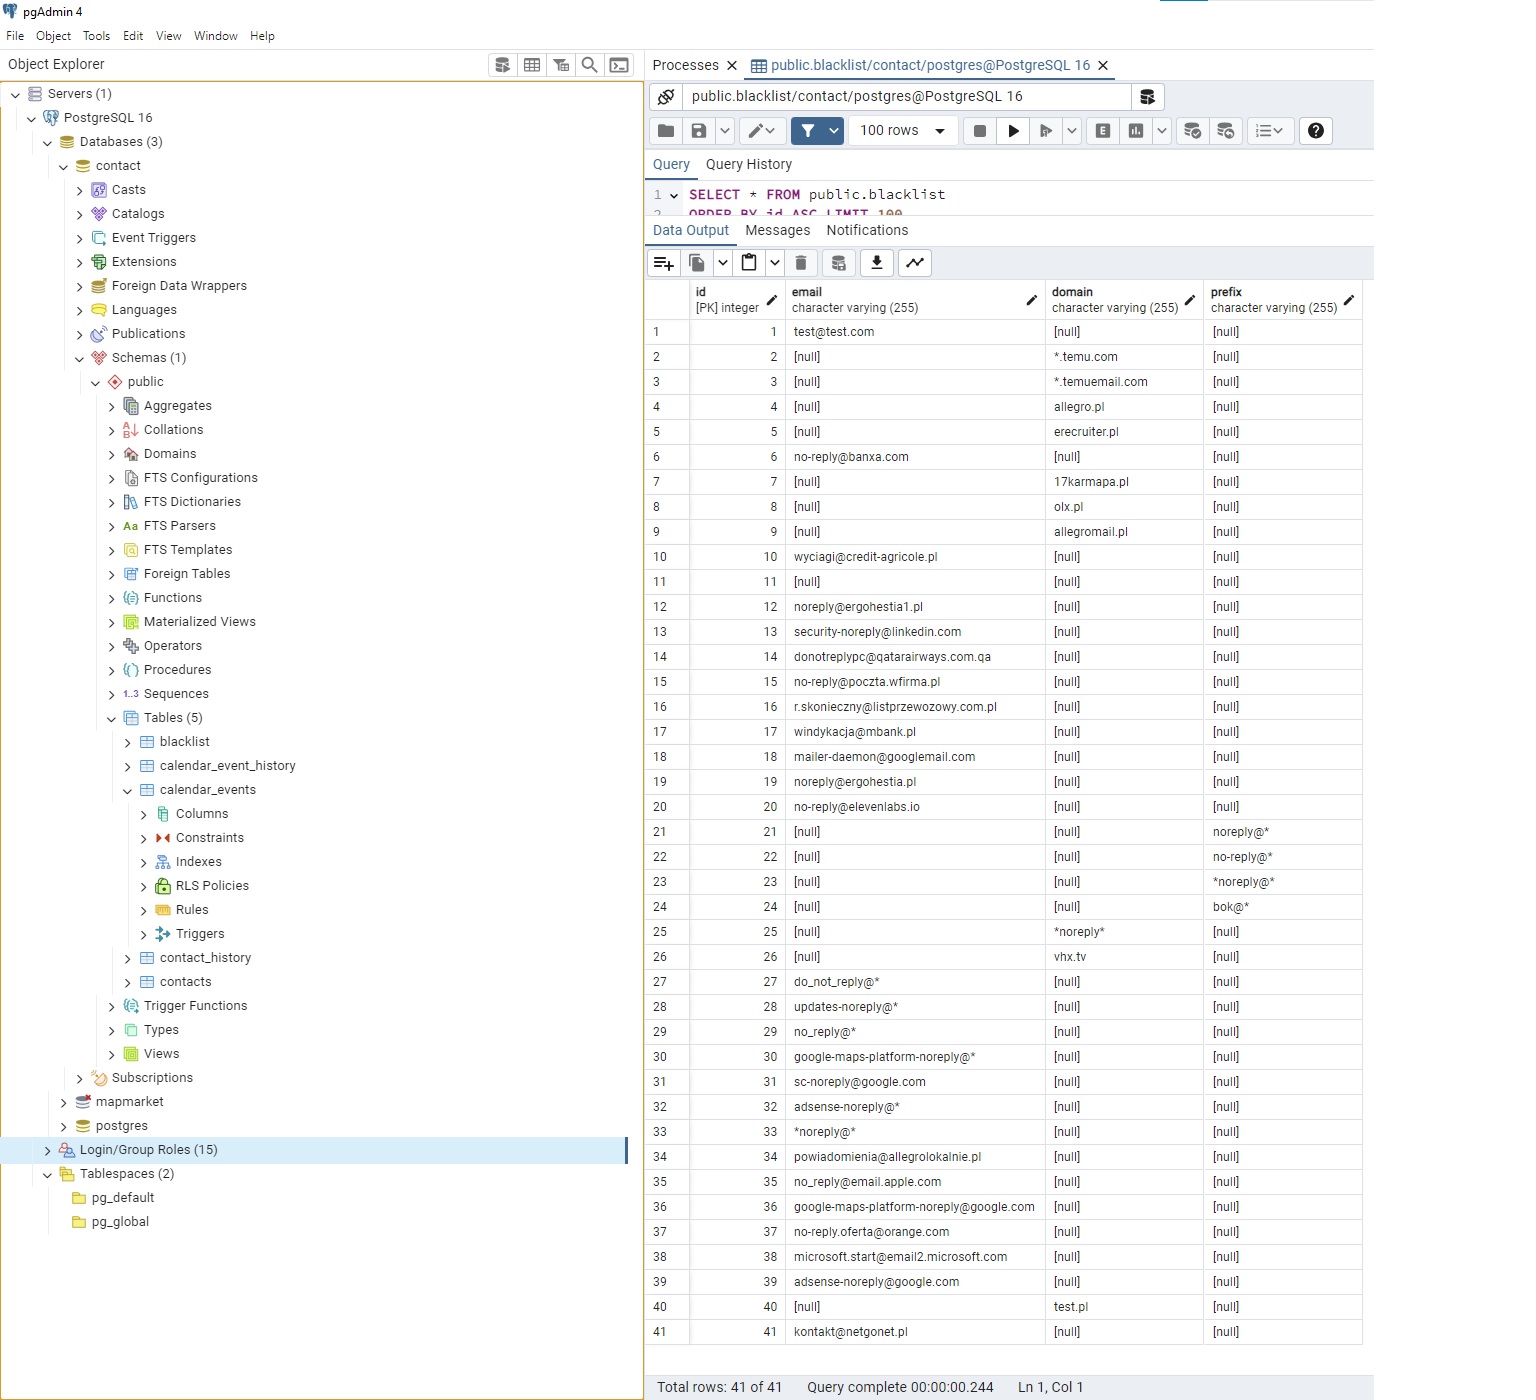 pgAdmin 4
File Object Tools Edit View Window Help
Object Explorer
Servers (1)
PostgreSQL 16
Databases (3)
contact
Casts
Catalogs
Event Triggers
Extensions
Foreign Data Wrappers
Languages
Publications
Schemas (1)
public
Aggregates
Collations
Domains
FTS Configurations
FTS Dictionaries
Aa FTS Parsers
FTS Templates
Foreign Tables
Functions
Materialized Views
Operators
Procedures
1..3 Sequences
Tables (5)
blacklist
calendar_event_history
calendar_events
Columns
Constraints
Indexes
RLS Policies
Rules
Triggers
contact_history
contacts
Trigger Functions
Types
Views
Subscriptions
mapmarket
postgres
Login/Group Roles (15)
Tablespaces (2)
pg_default
pg_global
Processes public.blacklist/contact/postgres@PostgreSQL 16
public.blacklist/contact/postgres@PostgreSQL 16
100 rows
Query Query History
1 SELECT * FROM public.blacklist
2 ORDER BY id ASC LIMIT 100
Data Output Messages Notifications
id email domain prefix
[PK] integer character varying (255) character varying (255) character varying (255)
1 1 test@test.com [null] [null]
2 2 [null] *.temu.com [null]
3 3 [null] *.temuemail.com [null]
4 4 [null] allegro.pl [null]
5 5 [null] erecruiter.pl [null]
6 6 no-reply@banxa.com [null] [null]
7 7 [null] 17karmapa.pl [null]
8 8 [null] olx.pl [null]
9 9 [null] allegromail.pl [null]
10 10 wyciagi@credit-agricole.pl [null] [null]
11 11 [null] [null] [null]
12 12 noreply@ergohestia1.pl [null] [null]
13 13 security-noreply@linkedin.com [null] [null]
14 14 donotreplypc@qatarairways.com.qa [null] [null]
15 15 no-reply@poczta.wfirma.pl [null] [null]
16 16 r.skonieczny@listprzewozowy.com.pl [null] [null]
17 17 windykacja@mbank.pl [null] [null]
18 18 mailer-daemon@googlemail.com [null] [null]
19 19 noreply@ergohestia.pl [null] [null]
20 20 no-reply@elevenlabs.io [null] [null]
21 21 [null] [null] noreply@*
22 22 [null] [null] no-reply@*
23 23 [null] [null] *noreply@*
24 24 [null] [null] bok@*
25 25 [null] *noreply* [null]
26 26 [null] vhx.tv [null]
27 27 do_not_reply@* [null] [null]
28 28 updates-noreply@* [null] [null]
29 29 no_reply@* [null] [null]
30 30 google-maps-platform-noreply@* [null] [null]
31 31 sc-noreply@google.com [null] [null]
32 32 adsense-noreply@* [null] [null]
33 33 *noreply@* [null] [null]
34 34 powiadomienia@allegrolokalnie.pl [null] [null]
35 35 no_reply@email.apple.com [null] [null]
36 36 google-maps-platform-noreply@google.com [null] [null]
37 37 no-reply.oferta@orange.com [null] [null]
38 38 microsoft.start@email2.microsoft.com [null] [null]
39 39 adsense-noreply@google.com [null] [null]
40 40 [null] test.pl [null]
41 41 kontakt@netgonet.pl [null] [null]
Total rows: 41 of 41 Query complete 00:00:00.244 Ln 1, Col 1